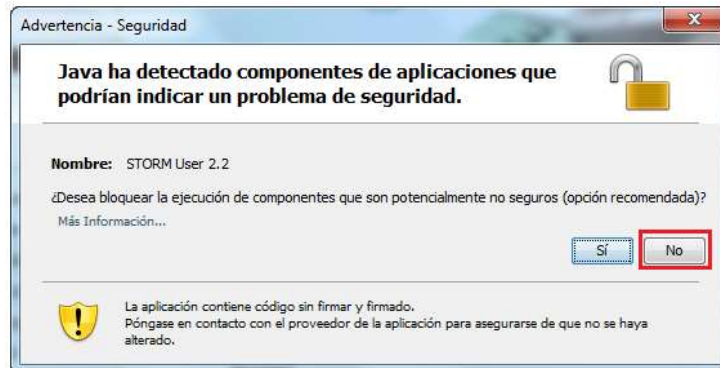 Advertencia - Seguridad
Java ha detectado componentes de aplicaciones que
podrían indicar un problema de seguridad.
Nombre: STORM User 2.2
¿Desea bloquear la ejecución de componentes que son potencialmente no seguros (opción recomendada)?
Más Información...
Sí No
La aplicación contiene código sin firmar y firmado.
Póngase en contacto con el proveedor de la aplicación para asegurarse de que no se haya
alterado.